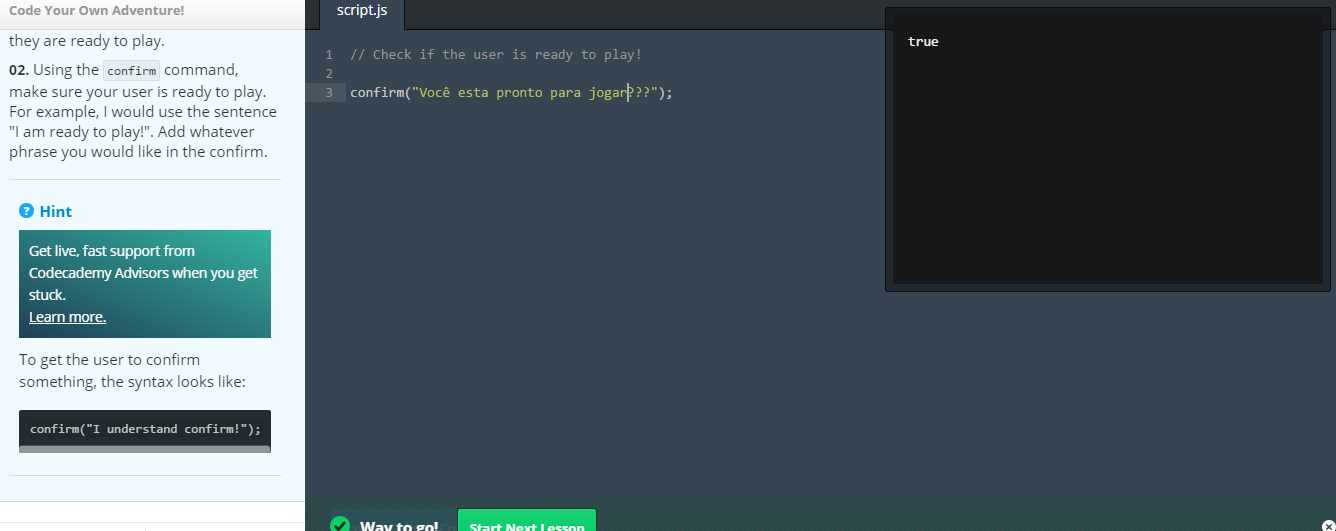 Code Your Own Adventure!
they are ready to play.
02. Using the confirm command,
make sure your user is ready to play.
For example, I would use the sentence
"I am ready to play!". Add whatever
phrase you would like in the confirm.
? Hint
Get live, fast support from
Codecademy Advisors when you get
stuck.
Learn more.
To get the user to confirm
something, the syntax looks like:
confirm("I understand confirm!");
script.js
1 // Check if the user is ready to play!
2
3 confirm("Você esta pronto para jogar???");
true
Way to go!
Start Next Lesson